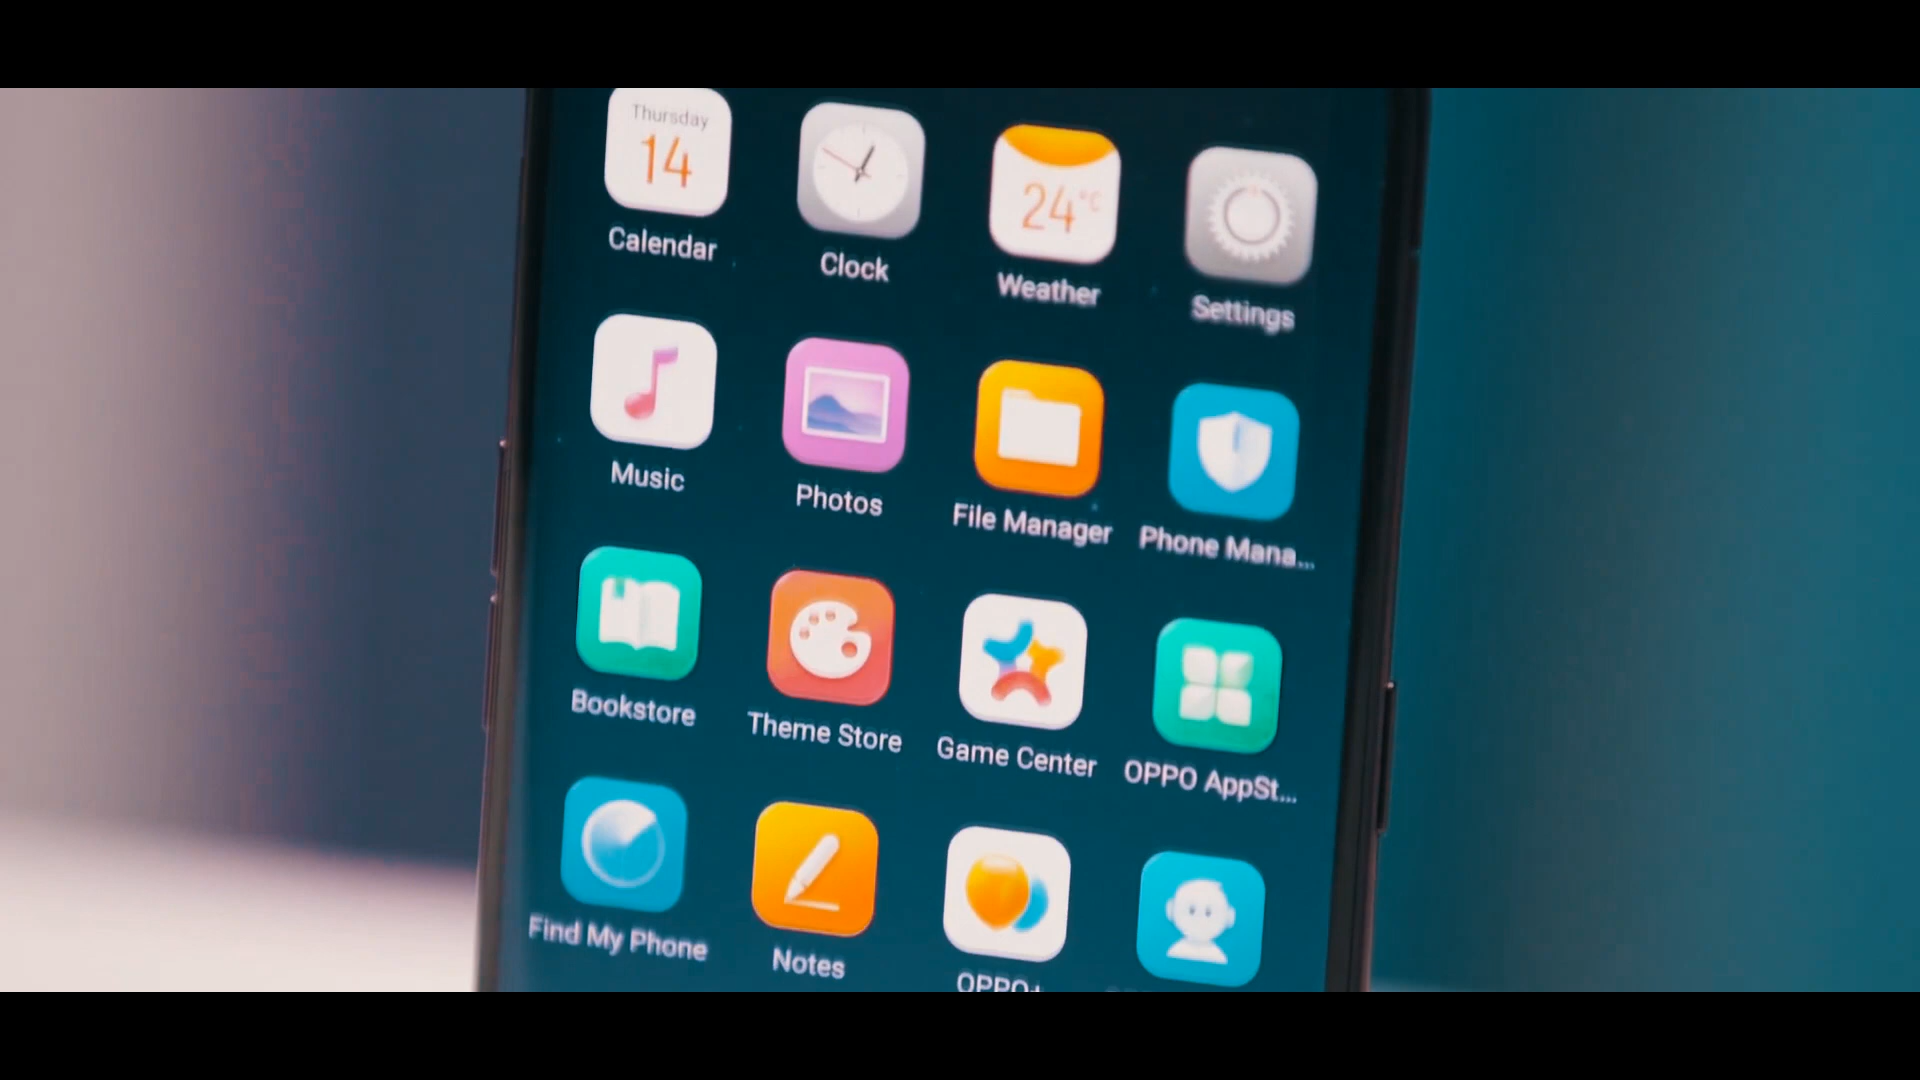 Thursday
14
24°C
Calendar
Clock
Weather
Settings
Music
Photos
File Manager
Phone Mana...
Bookstore
Theme Store
Game Center
OPPO AppSt...
Find My Phone
Notes
OPPO+